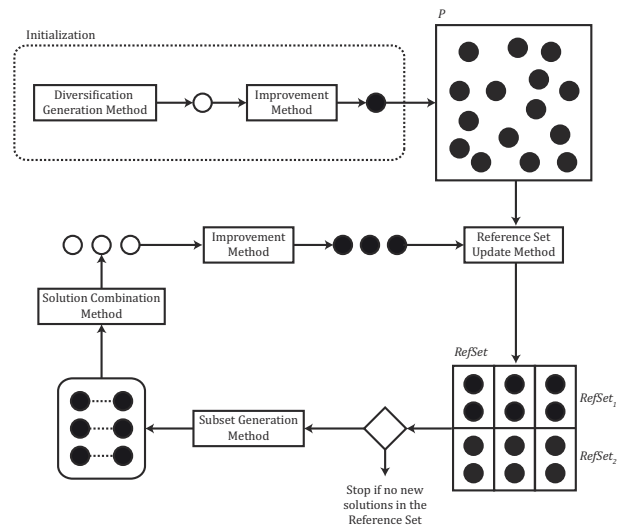 Initialization
P
Diversification
Generation Method
Improvement
Method
Improvement
Method
Reference Set
Update Method
Solution Combination
Method
RefSet
RefSet1
RefSet2
Subset Generation
Method
Stop if no new
solutions in the
Reference Set